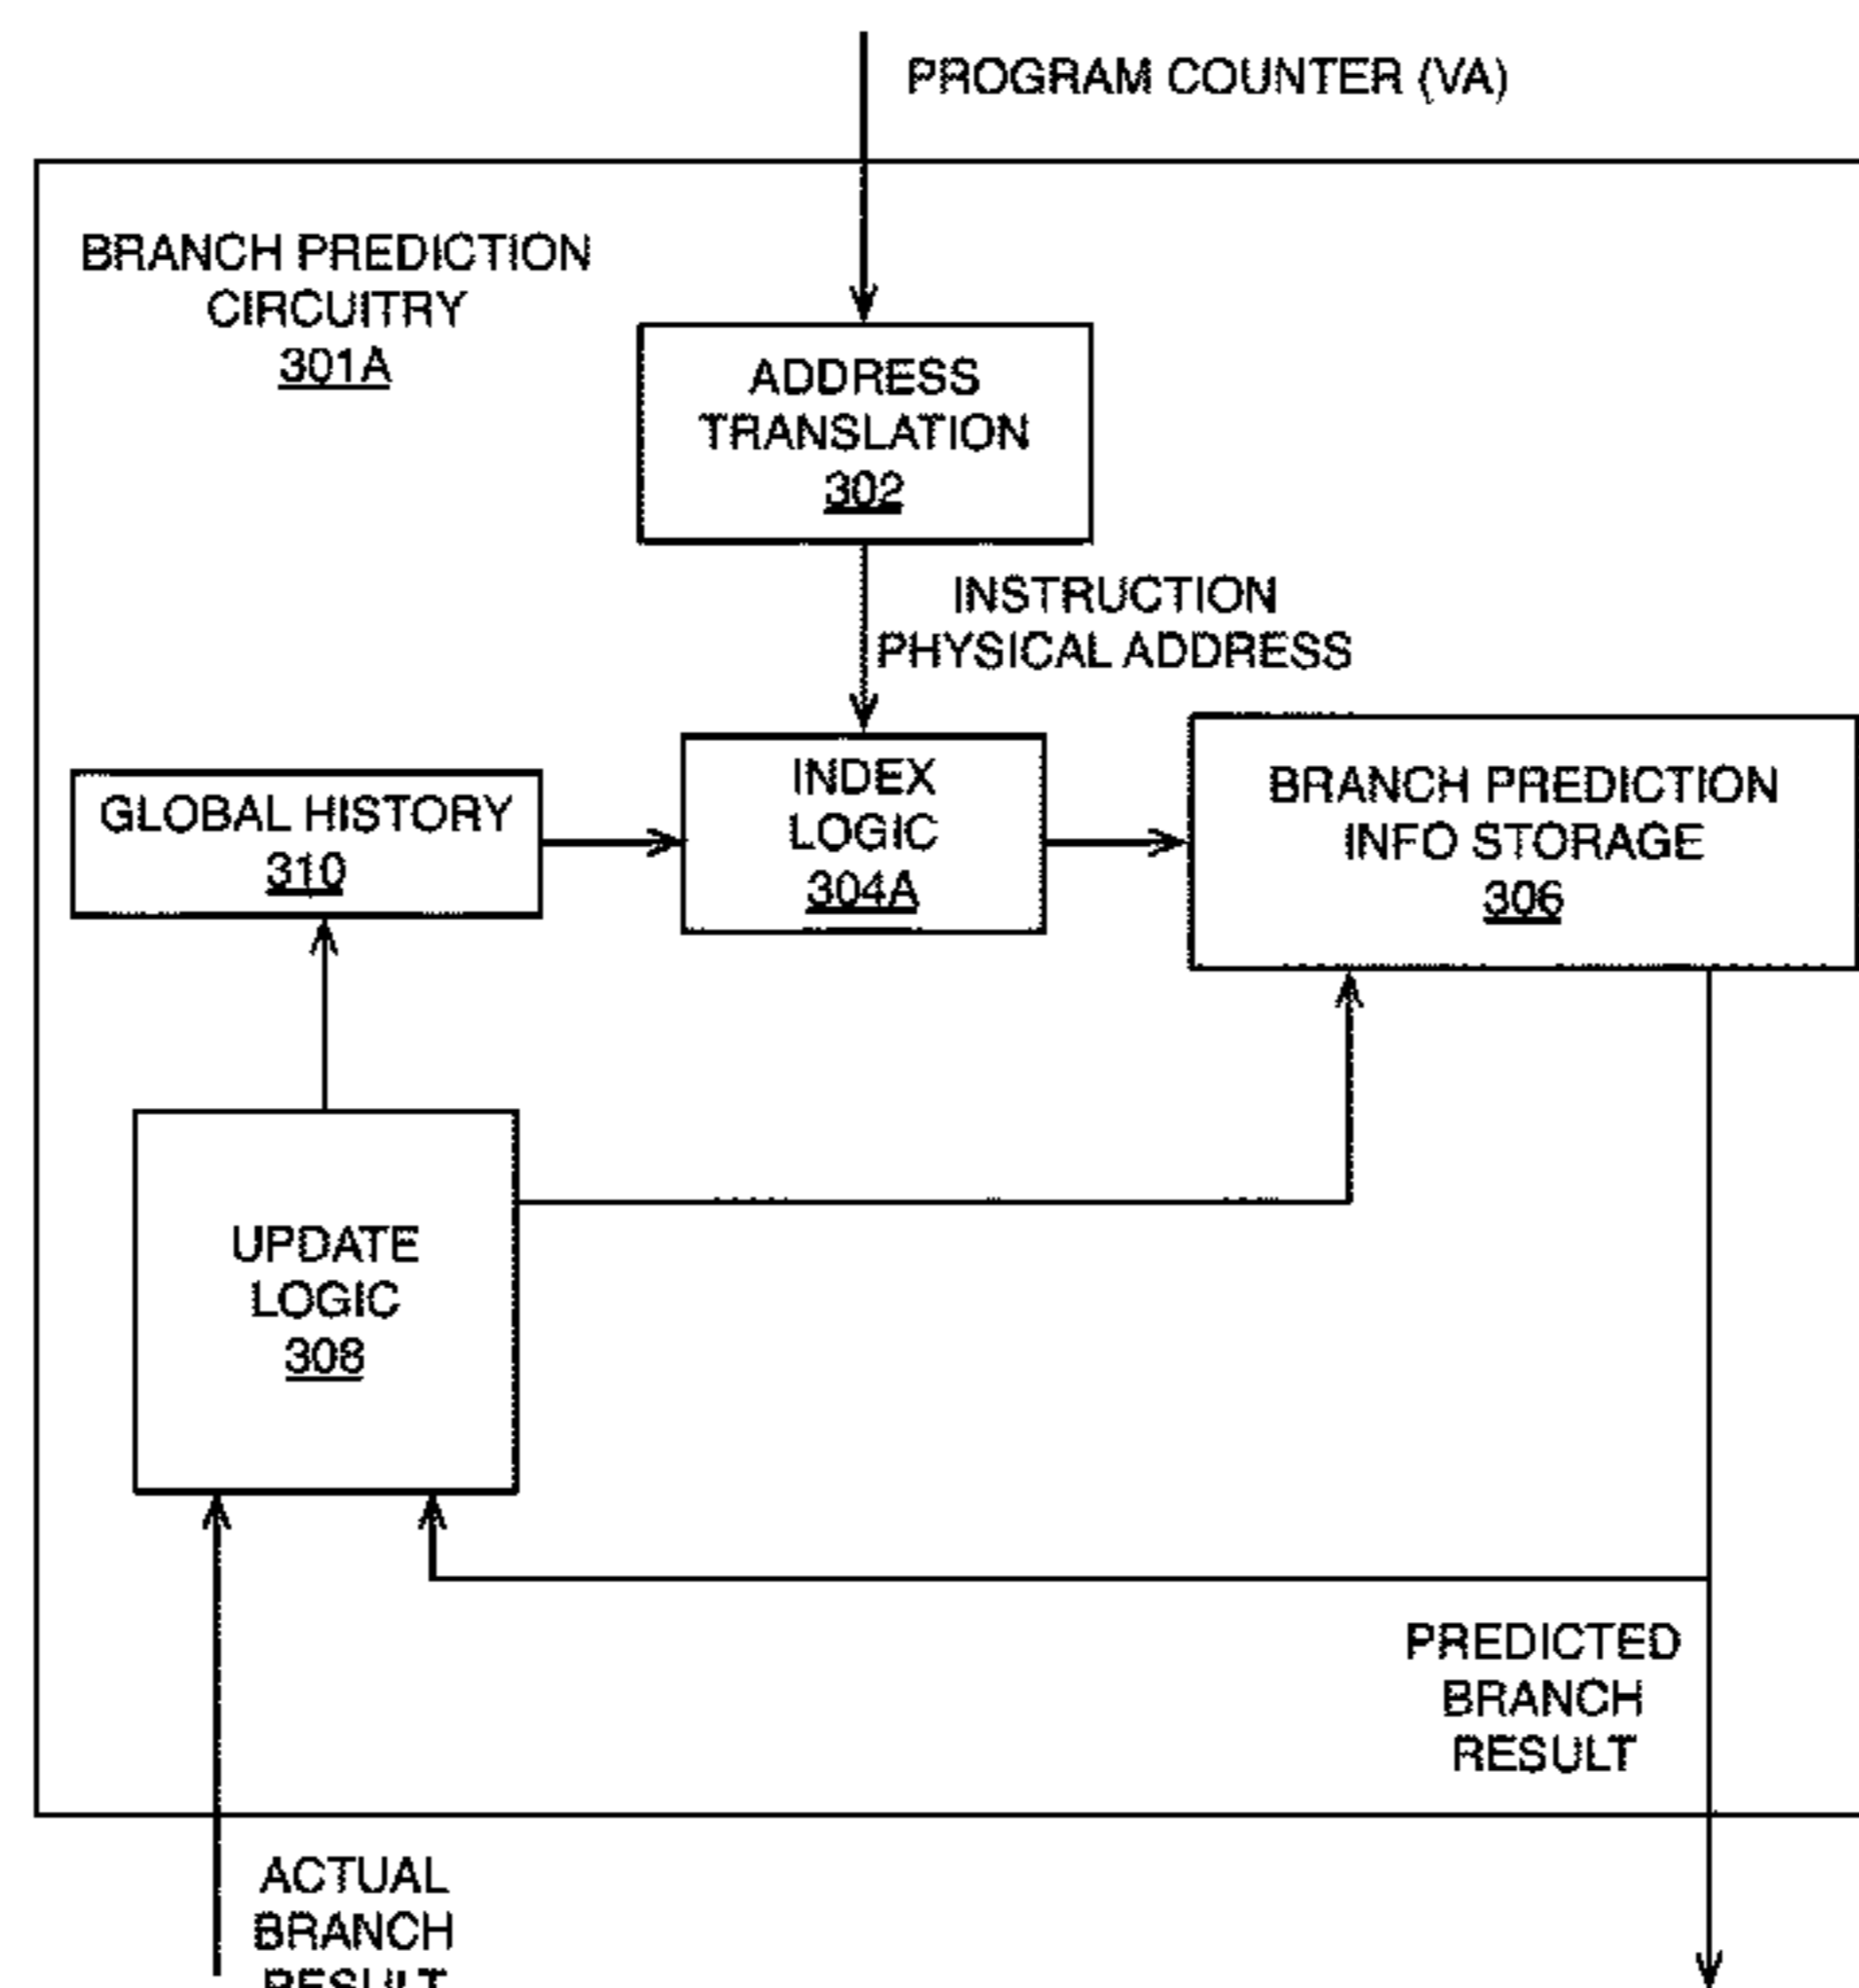 PROGRAM COUNTER (VA)
BRANCH PREDICTION
CIRCUITRY
301A
ADDRESS
TRANSLATION
302
INSTRUCTION
PHYSICAL ADDRESS
GLOBAL HISTORY
310
INDEX
LOGIC
304A
BRANCH PREDICTION
INFO STORAGE
306
UPDATE
LOGIC
308
PREDICTED
BRANCH
RESULT
ACTUAL
BRANCH
RESULT